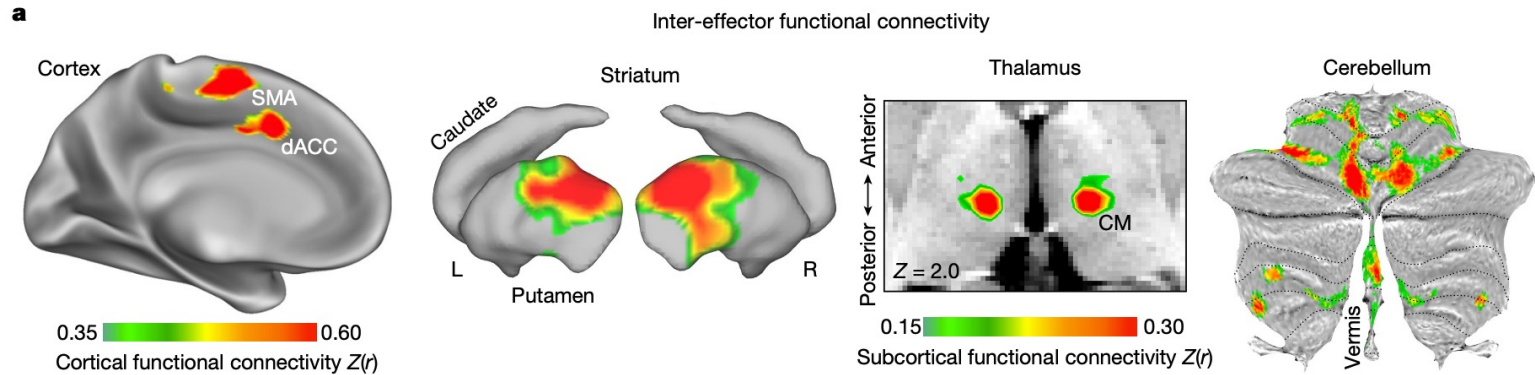 a
Inter-effector functional connectivity
Cortex
SMA
dACC
0.35
0.60
Cortical functional connectivity Z(r)
Striatum
Caudate
L
R
Putamen
Thalamus
Posterior ↔ Anterior
CM
Z = 2.0
0.15
0.30
Subcortical functional connectivity Z(r)
Cerebellum
Vermis